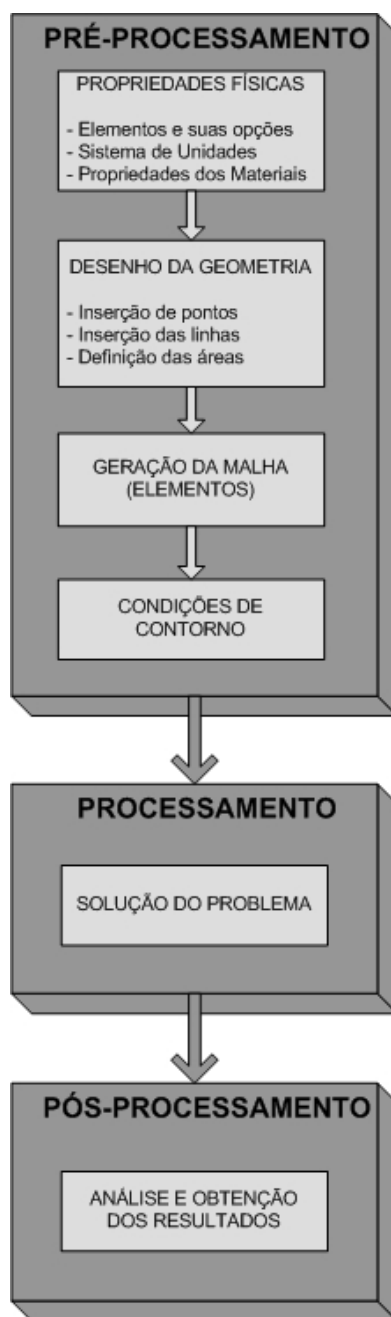 PRÉ-PROCESSAMENTO
PROPRIEDADES FÍSICAS
- Elementos e suas opções
- Sistema de Unidades
- Propriedades dos Materiais
DESENHO DA GEOMETRIA
- Inserção de pontos
- Inserção das linhas
- Definição das áreas
GERAÇÃO DA MALHA
(ELEMENTOS)
CONDIÇÕES DE
CONTORNO
PROCESSAMENTO
SOLUÇÃO DO PROBLEMA
PÓS-PROCESSAMENTO
ANÁLISE E OBTENÇÃO
DOS RESULTADOS